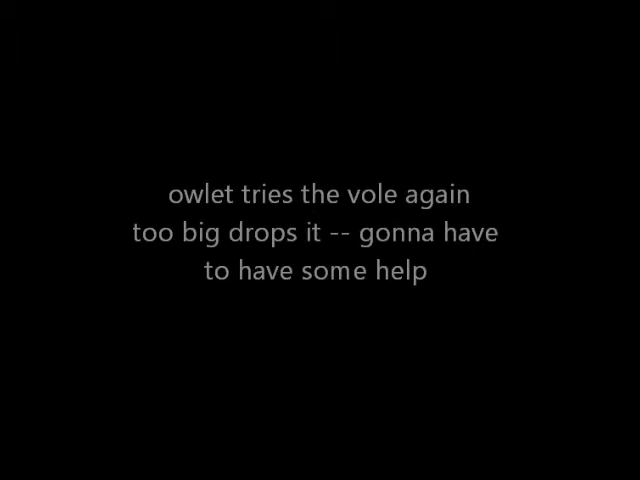 owlet tries the vole again
too big drops it -- gonna have
to have some help